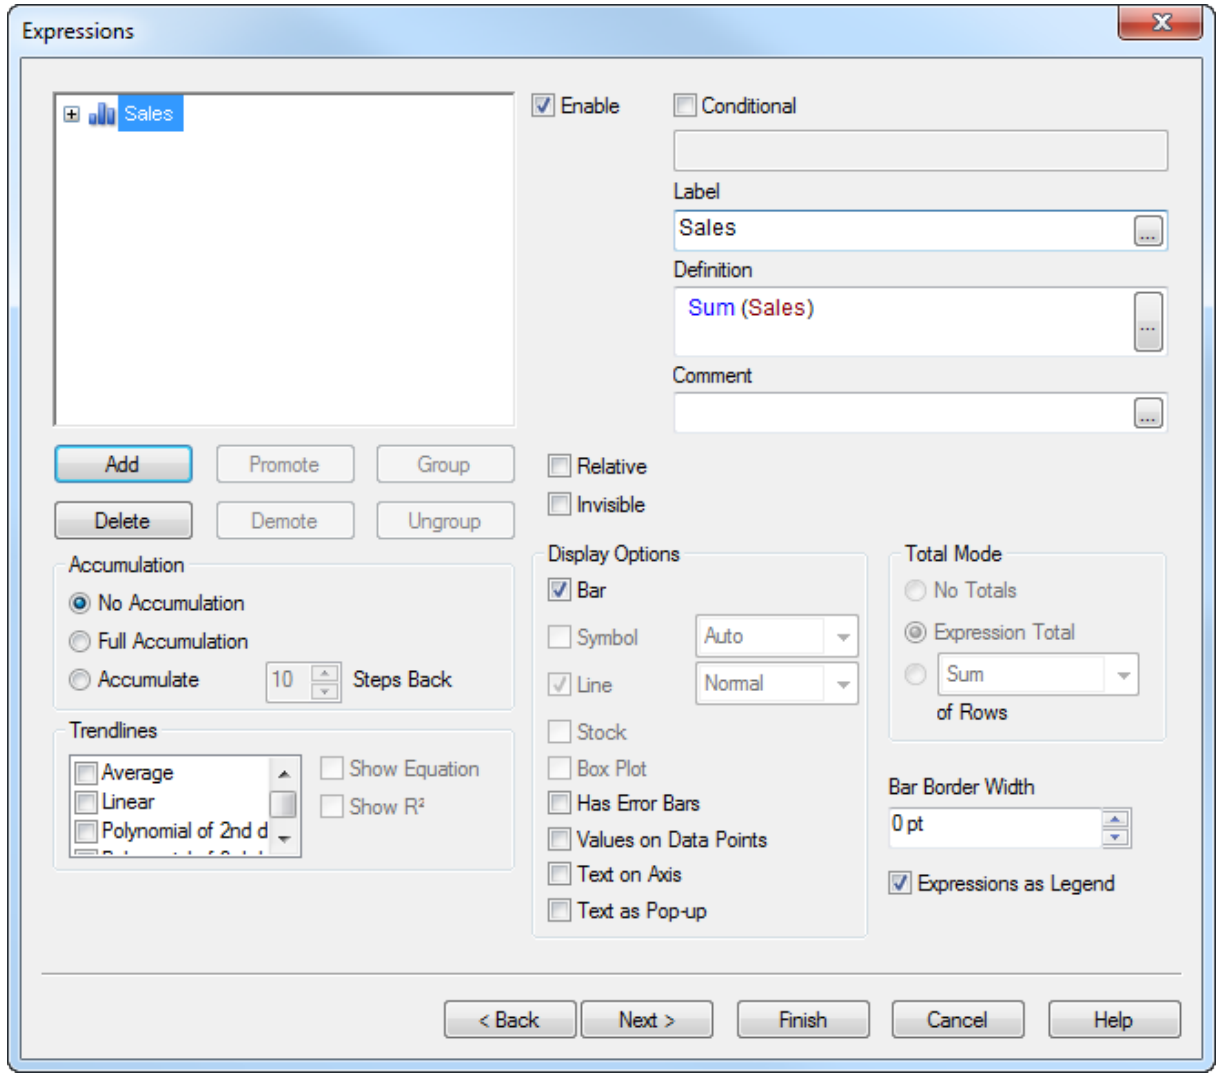 Expressions
Sales
Enable
Conditional
Label
Sales
...
Definition
Sum (Sales)
...
Comment
...
Add
Promote
Group
Delete
Demote
Ungroup
Relative
Invisible
Accumulation
No Accumulation
Full Accumulation
Accumulate 10 Steps Back
Trendlines
Average
Linear
Polynomial of 2nd d
Show Equation
Show R²
Display Options
Bar
Symbol Auto
Line Normal
Stock
Box Plot
Has Error Bars
Values on Data Points
Text on Axis
Text as Pop-up
Total Mode
No Totals
Expression Total
Sum
of Rows
Bar Border Width
0 pt
Expressions as Legend
< Back
Next >
Finish
Cancel
Help